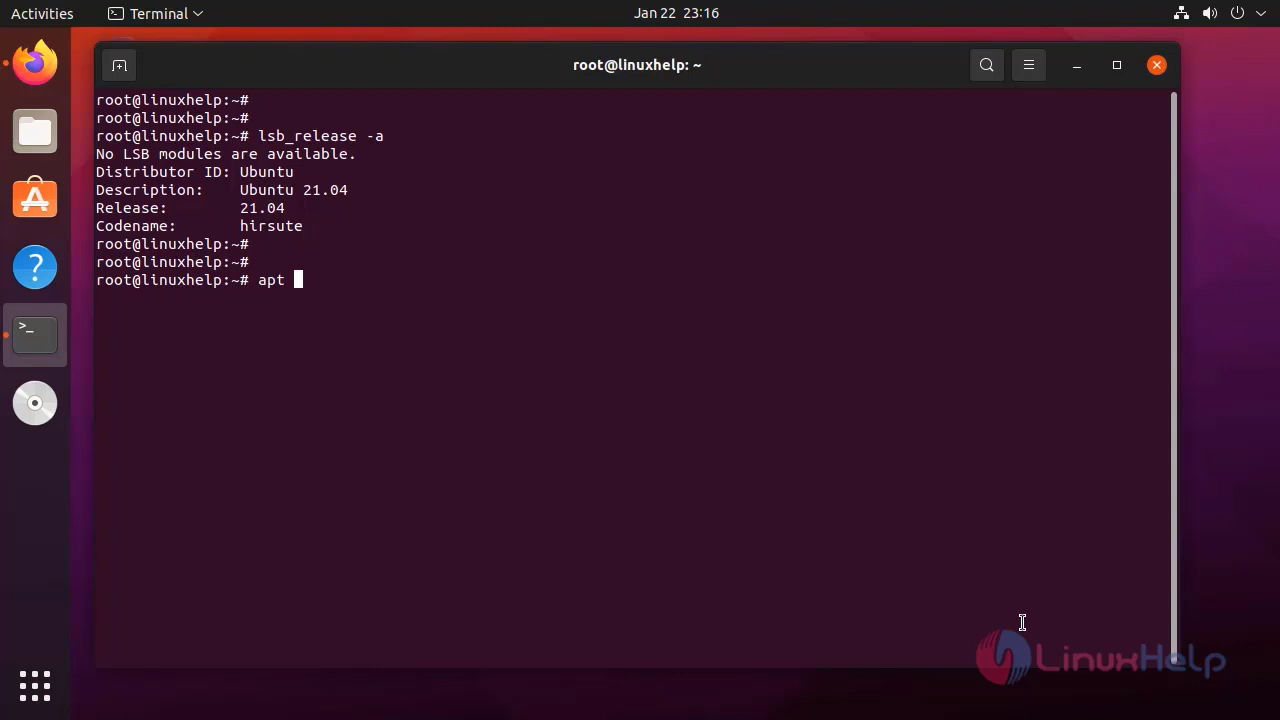 Activities
Terminal
Jan 22 23:16
root@linuxhelp: ~
root@linuxhelp:~#
root@linuxhelp:~#
root@linuxhelp:~# lsb_release -a
No LSB modules are available.
Distributor ID: Ubuntu
Description:    Ubuntu 21.04
Release:        21.04
Codename:       hirsute
root@linuxhelp:~#
root@linuxhelp:~#
root@linuxhelp:~# apt
>_
LinuxHelp